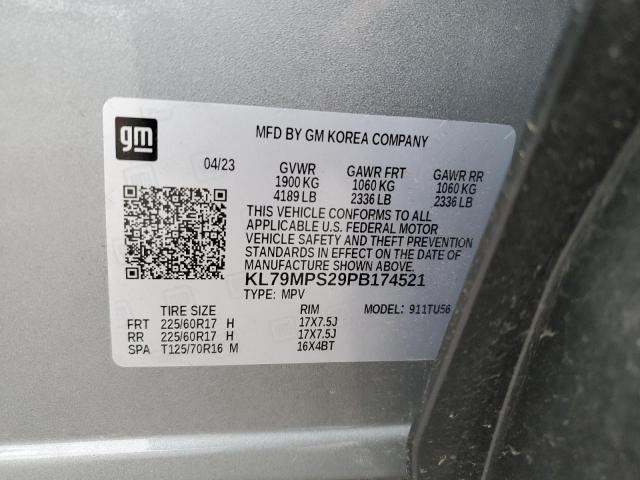 gm
MFD BY GM KOREA COMPANY
04/23 GVWR GAWR FRT GAWR RR
1900 KG 1060 KG 1060 KG
4189 LB 2336 LB 2336 LB
THIS VEHICLE CONFORMS TO ALL
APPLICABLE U.S. FEDERAL MOTOR
VEHICLE SAFETY AND THEFT PREVENTION
STANDARDS IN EFFECT ON THE DATE OF
MANUFACTURE SHOWN ABOVE.
KL79MPS29PB174521
TYPE: MPV MODEL: 911TU56
TIRE SIZE RIM
FRT 225/60R17 H 17X7.5J
RR 225/60R17 H 17X7.5J
SPA T125/70R16 M 16X4BT